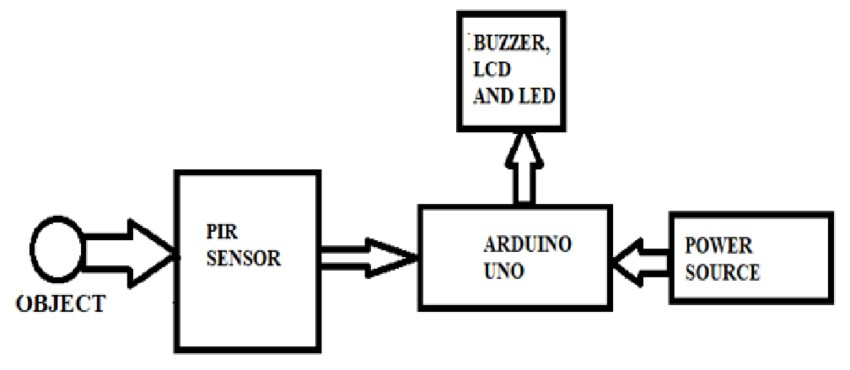 BUZZER,
LCD
AND LED
PIR
SENSOR
OBJECT
ARDUINO
UNO
POWER
SOURCE